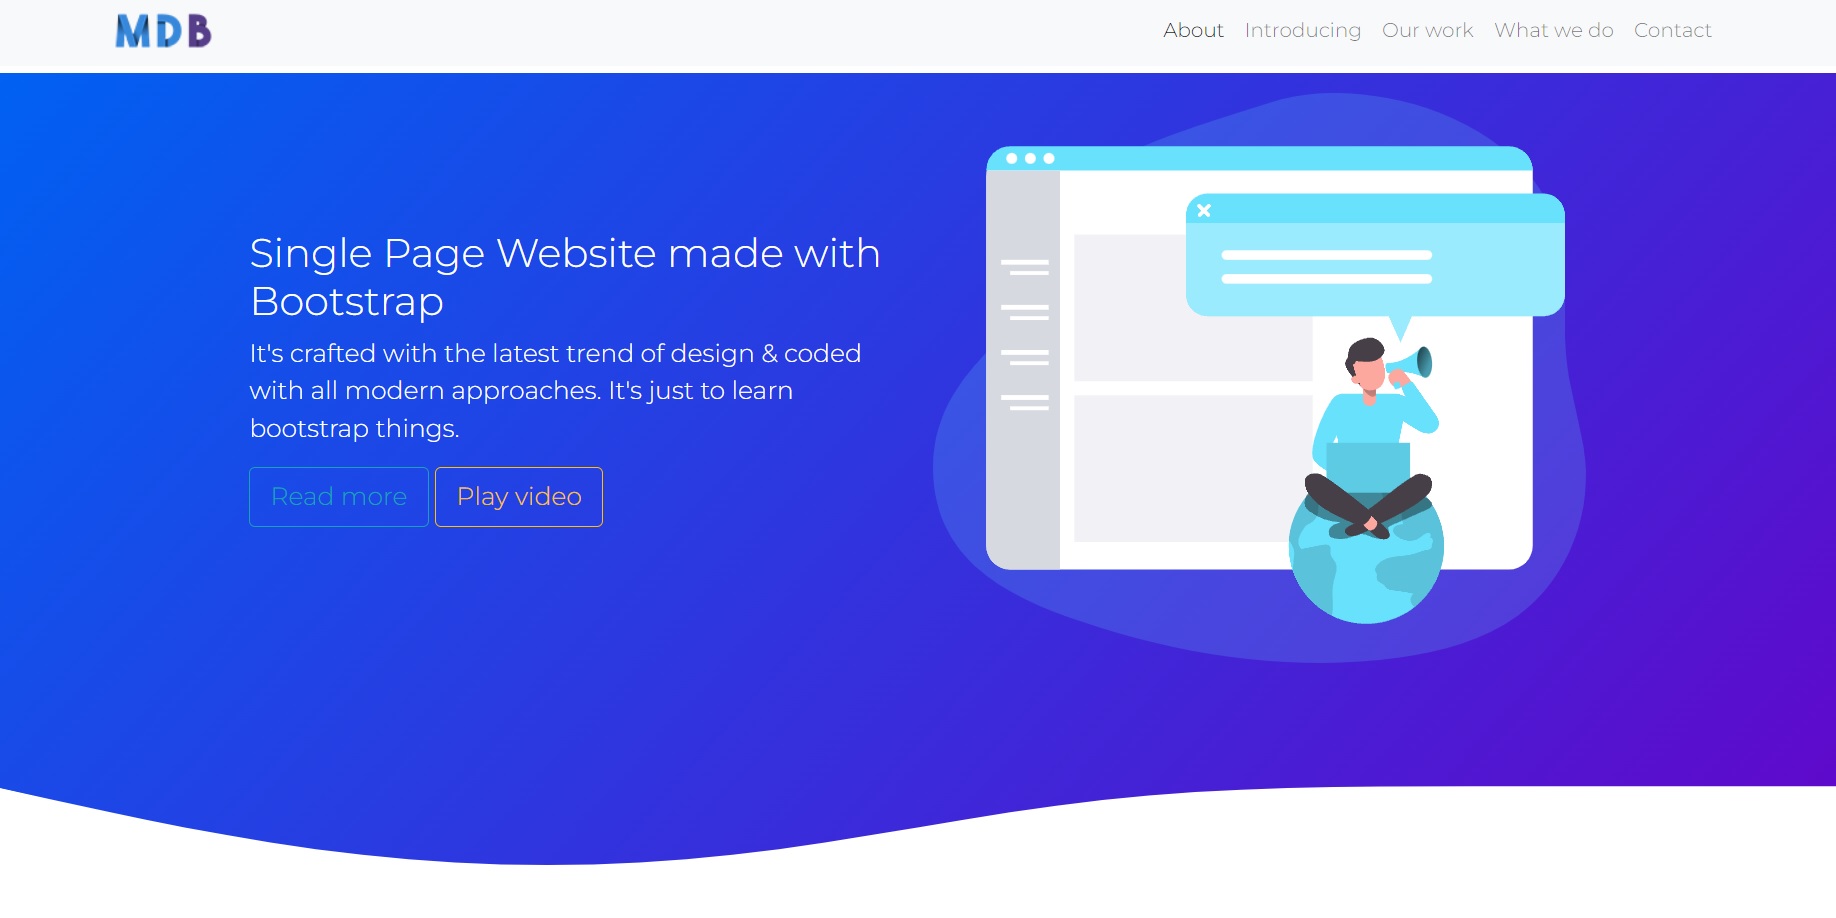 MDB
About Introducing Our work What we do Contact
Single Page Website made with
Bootstrap
It's crafted with the latest trend of design & coded
with all modern approaches. It's just to learn
bootstrap things.
Read more Play video